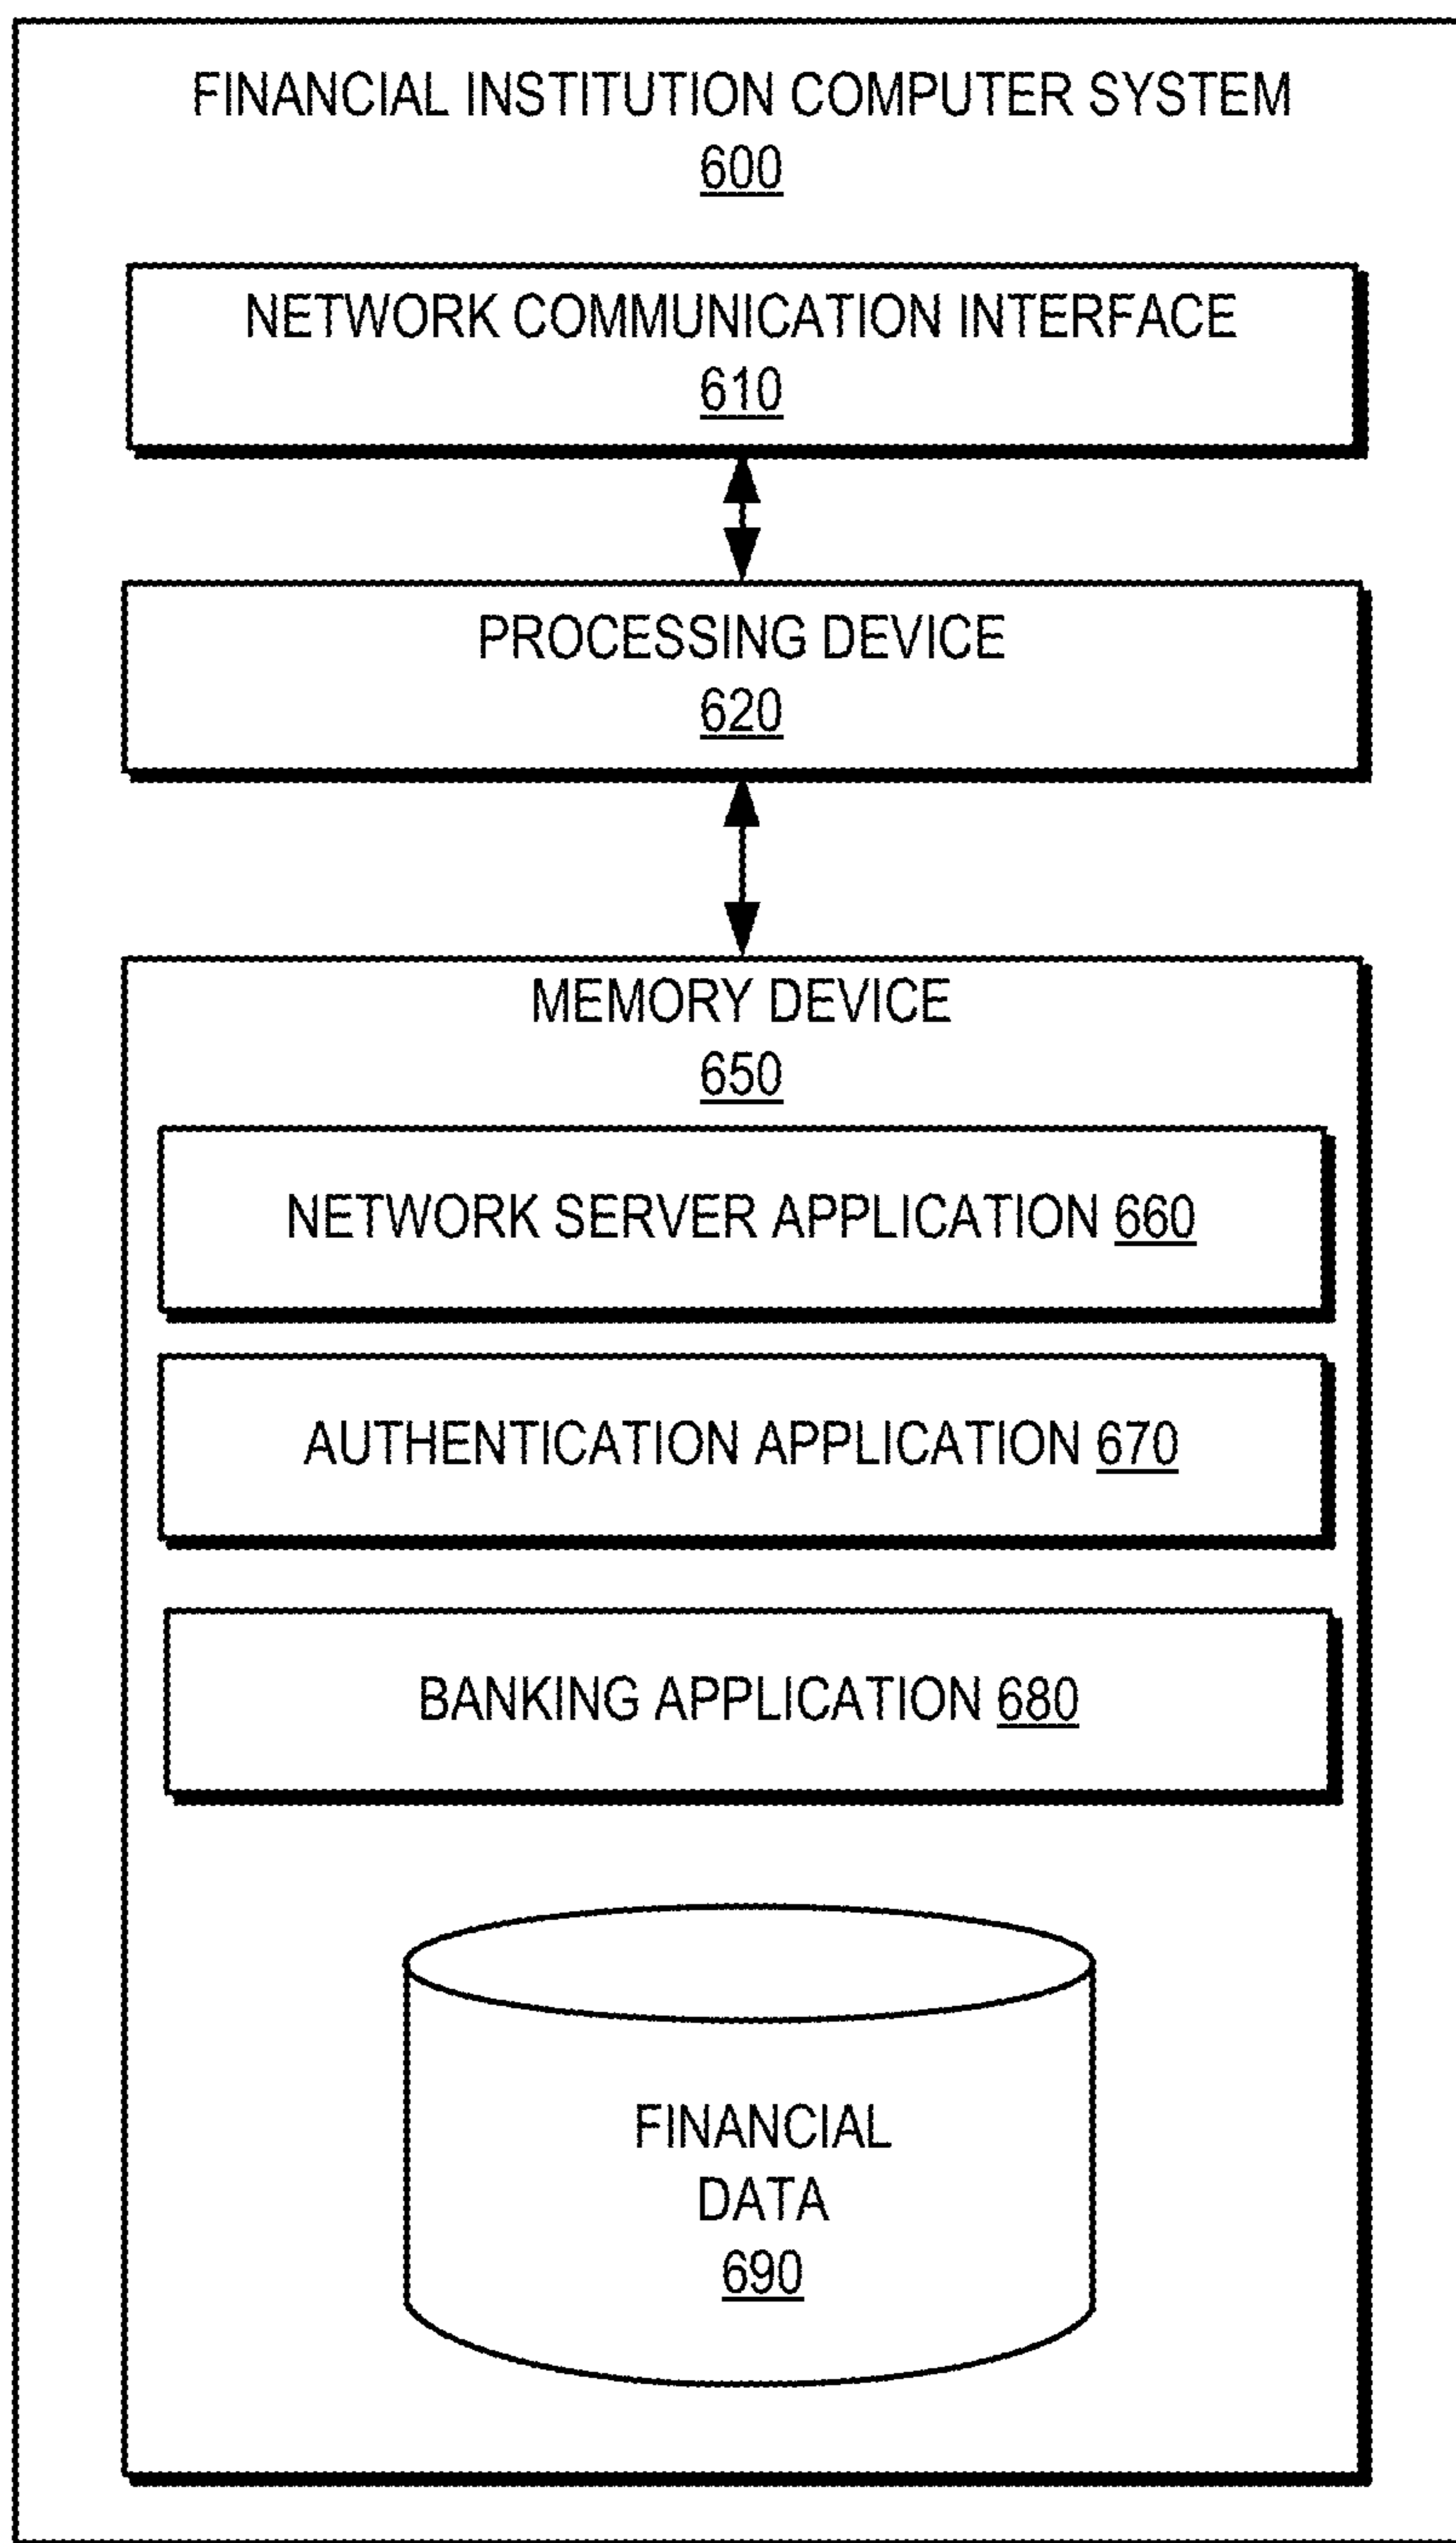 FINANCIAL INSTITUTION COMPUTER SYSTEM
600
NETWORK COMMUNICATION INTERFACE
610
PROCESSING DEVICE
620
MEMORY DEVICE
650
NETWORK SERVER APPLICATION 660
AUTHENTICATION APPLICATION 670
BANKING APPLICATION 680
FINANCIAL
DATA
690